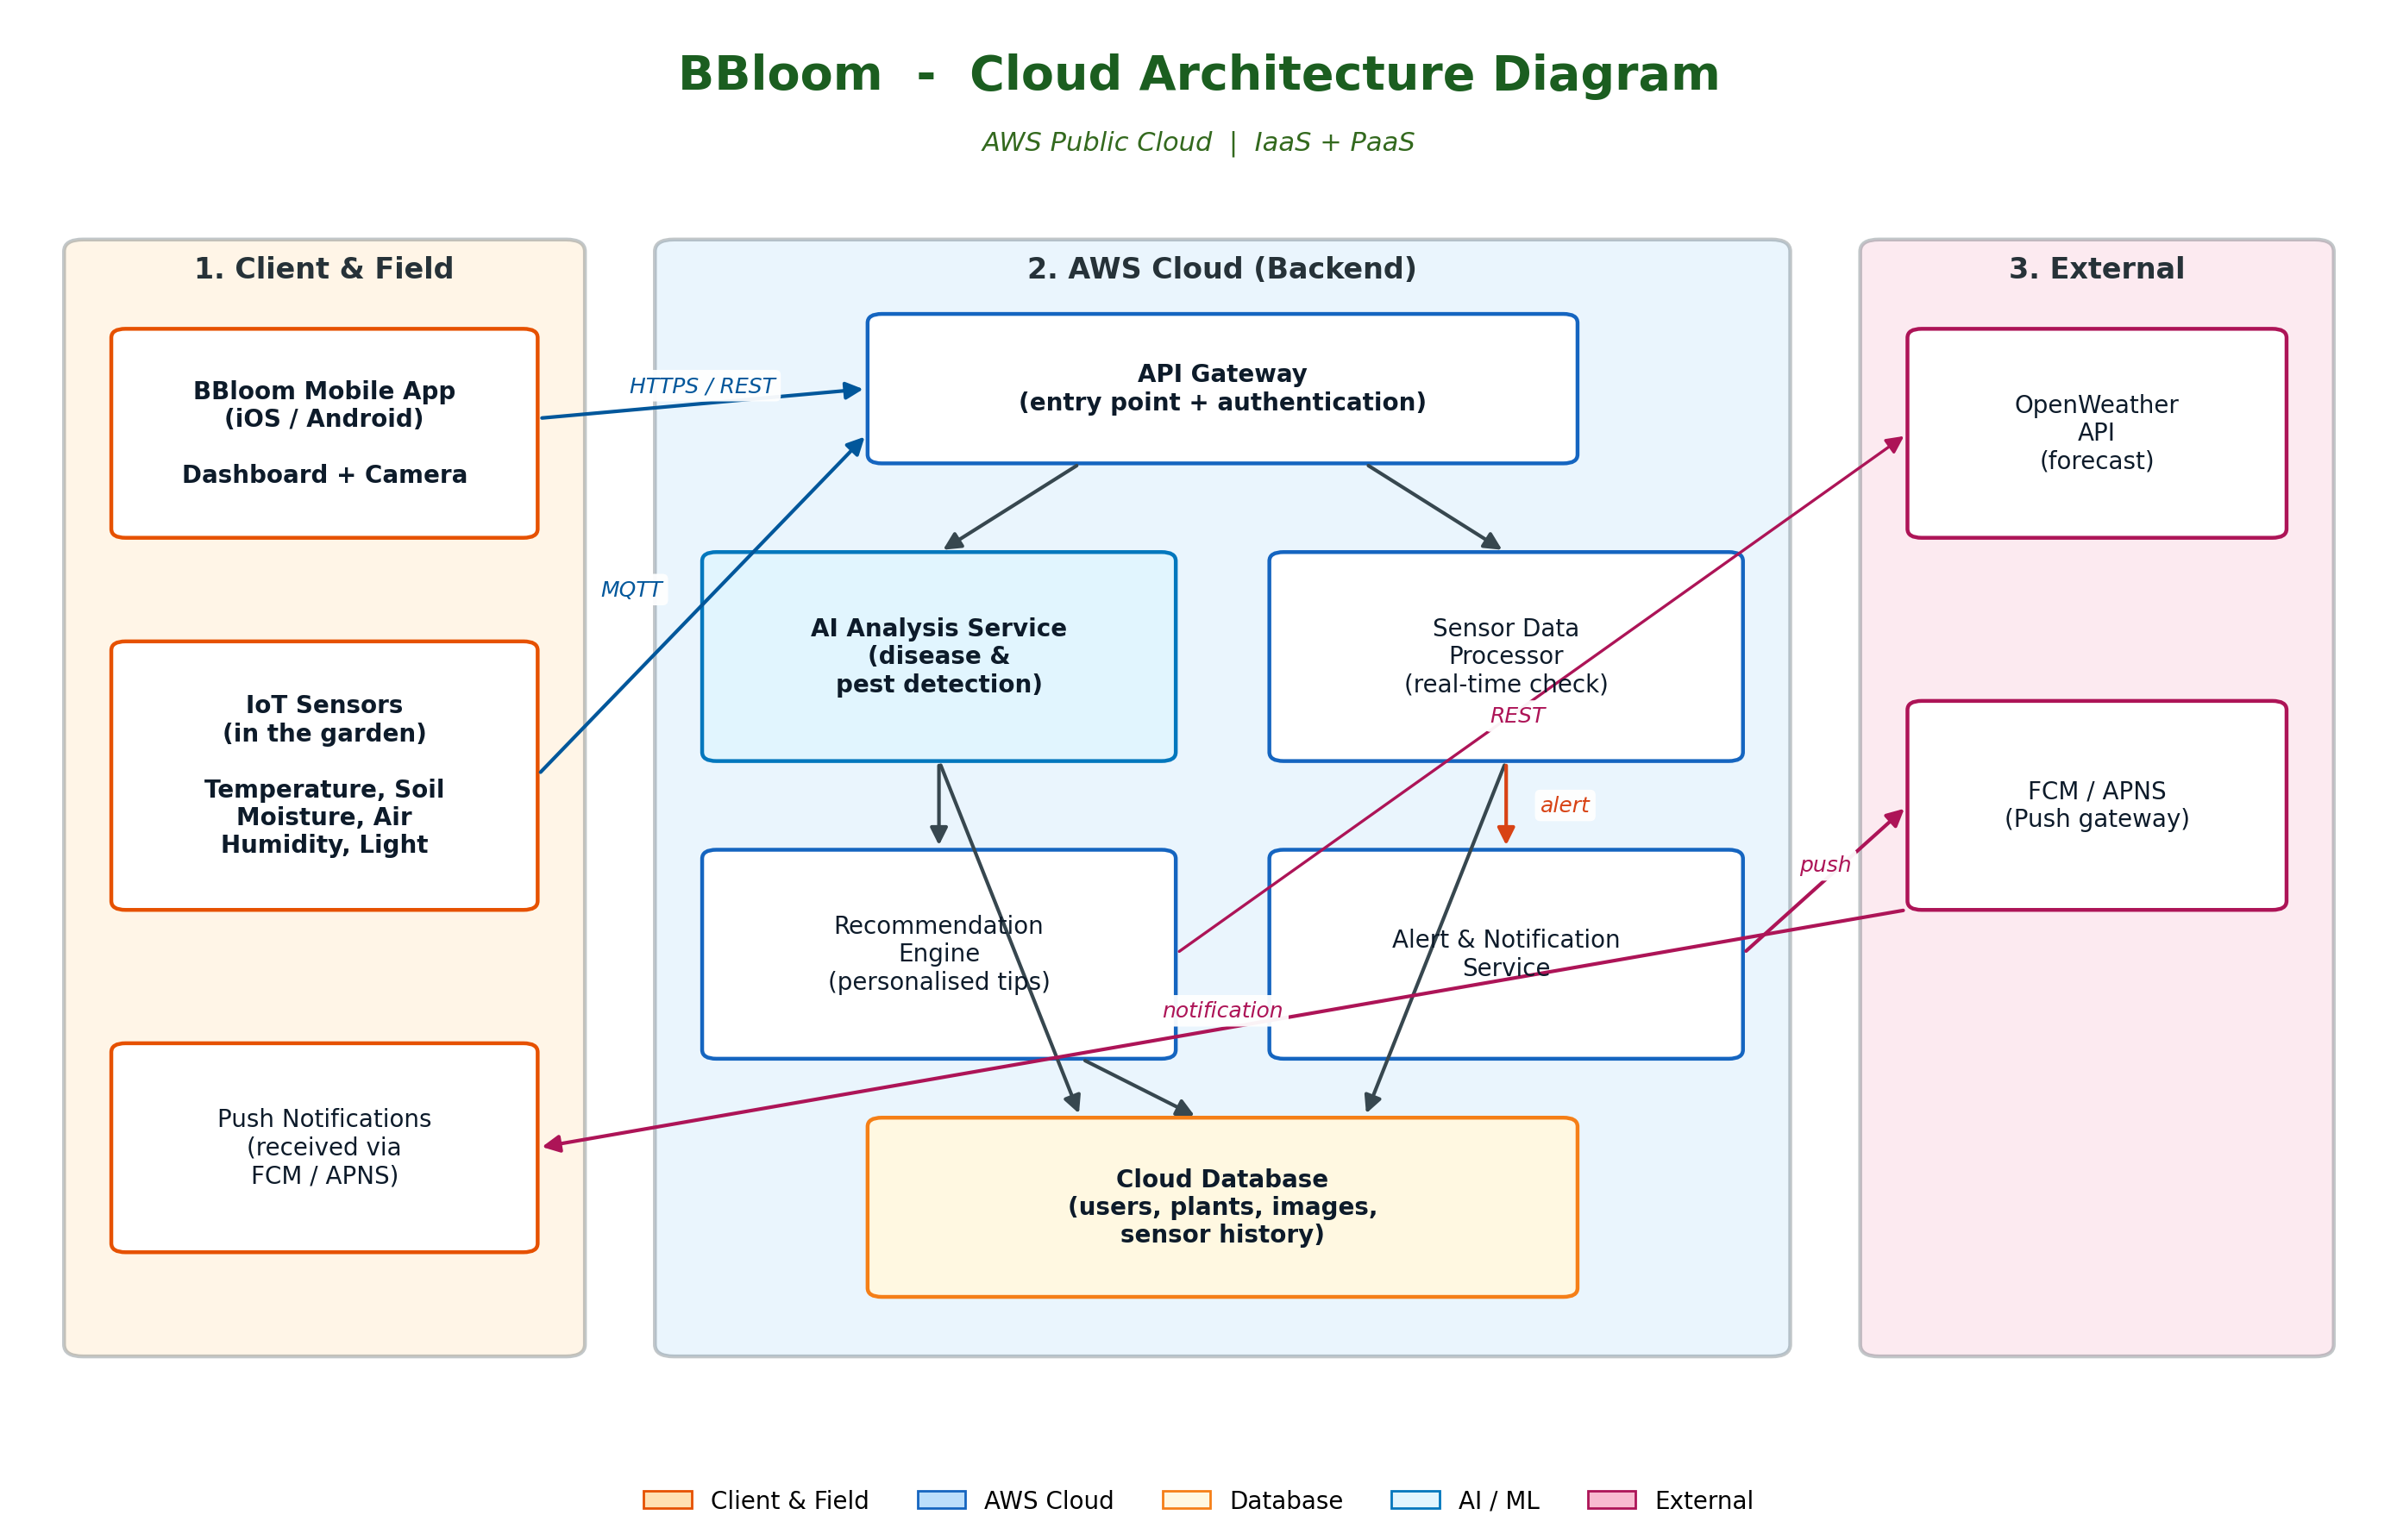 BBloom - Cloud Architecture Diagram
AWS Public Cloud | IaaS + PaaS
1. Client & Field
BBloom Mobile App
(iOS / Android)
Dashboard + Camera
IoT Sensors
(in the garden)
Temperature, Soil
Moisture, Air
Humidity, Light
Push Notifications
(received via
FCM / APNS)
HTTPS / REST
MQTT
2. AWS Cloud (Backend)
API Gateway
(entry point + authentication)
AI Analysis Service
(disease &
pest detection)
Sensor Data
Processor
(real-time check)
REST
alert
Recommendation
Engine
(personalised tips)
Alert & Notification
Service
notification
push
Cloud Database
(users, plants, images,
sensor history)
3. External
OpenWeather
API
(forecast)
FCM / APNS
(Push gateway)
Client & Field
AWS Cloud
Database
AI / ML
External